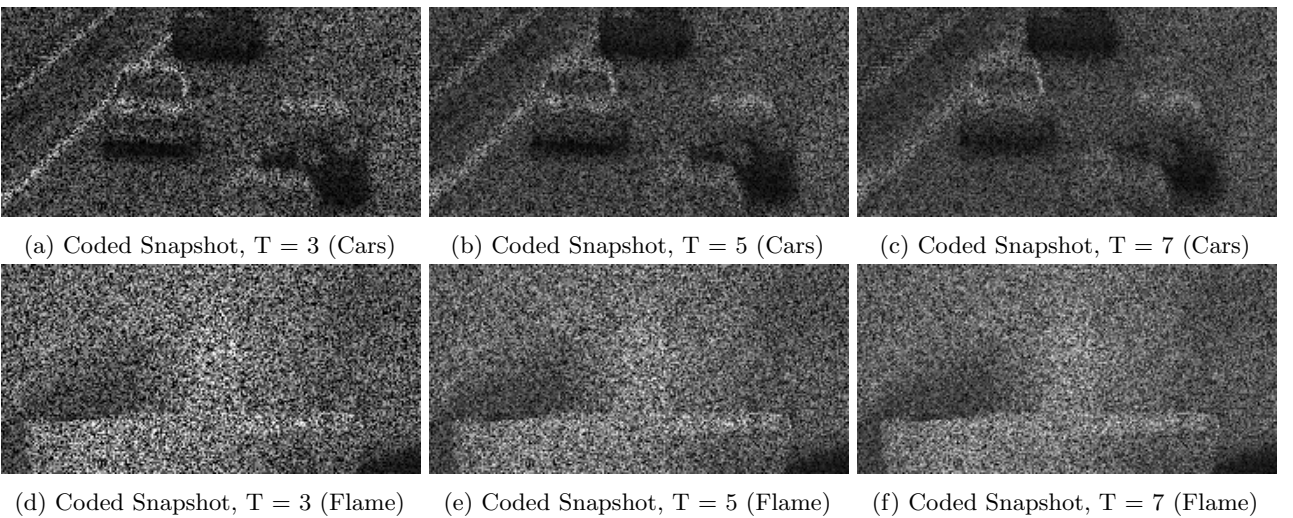 (a) Coded Snapshot, T = 3 (Cars)
(b) Coded Snapshot, T = 5 (Cars)
(c) Coded Snapshot, T = 7 (Cars)
(d) Coded Snapshot, T = 3 (Flame)
(e) Coded Snapshot, T = 5 (Flame)
(f) Coded Snapshot, T = 7 (Flame)